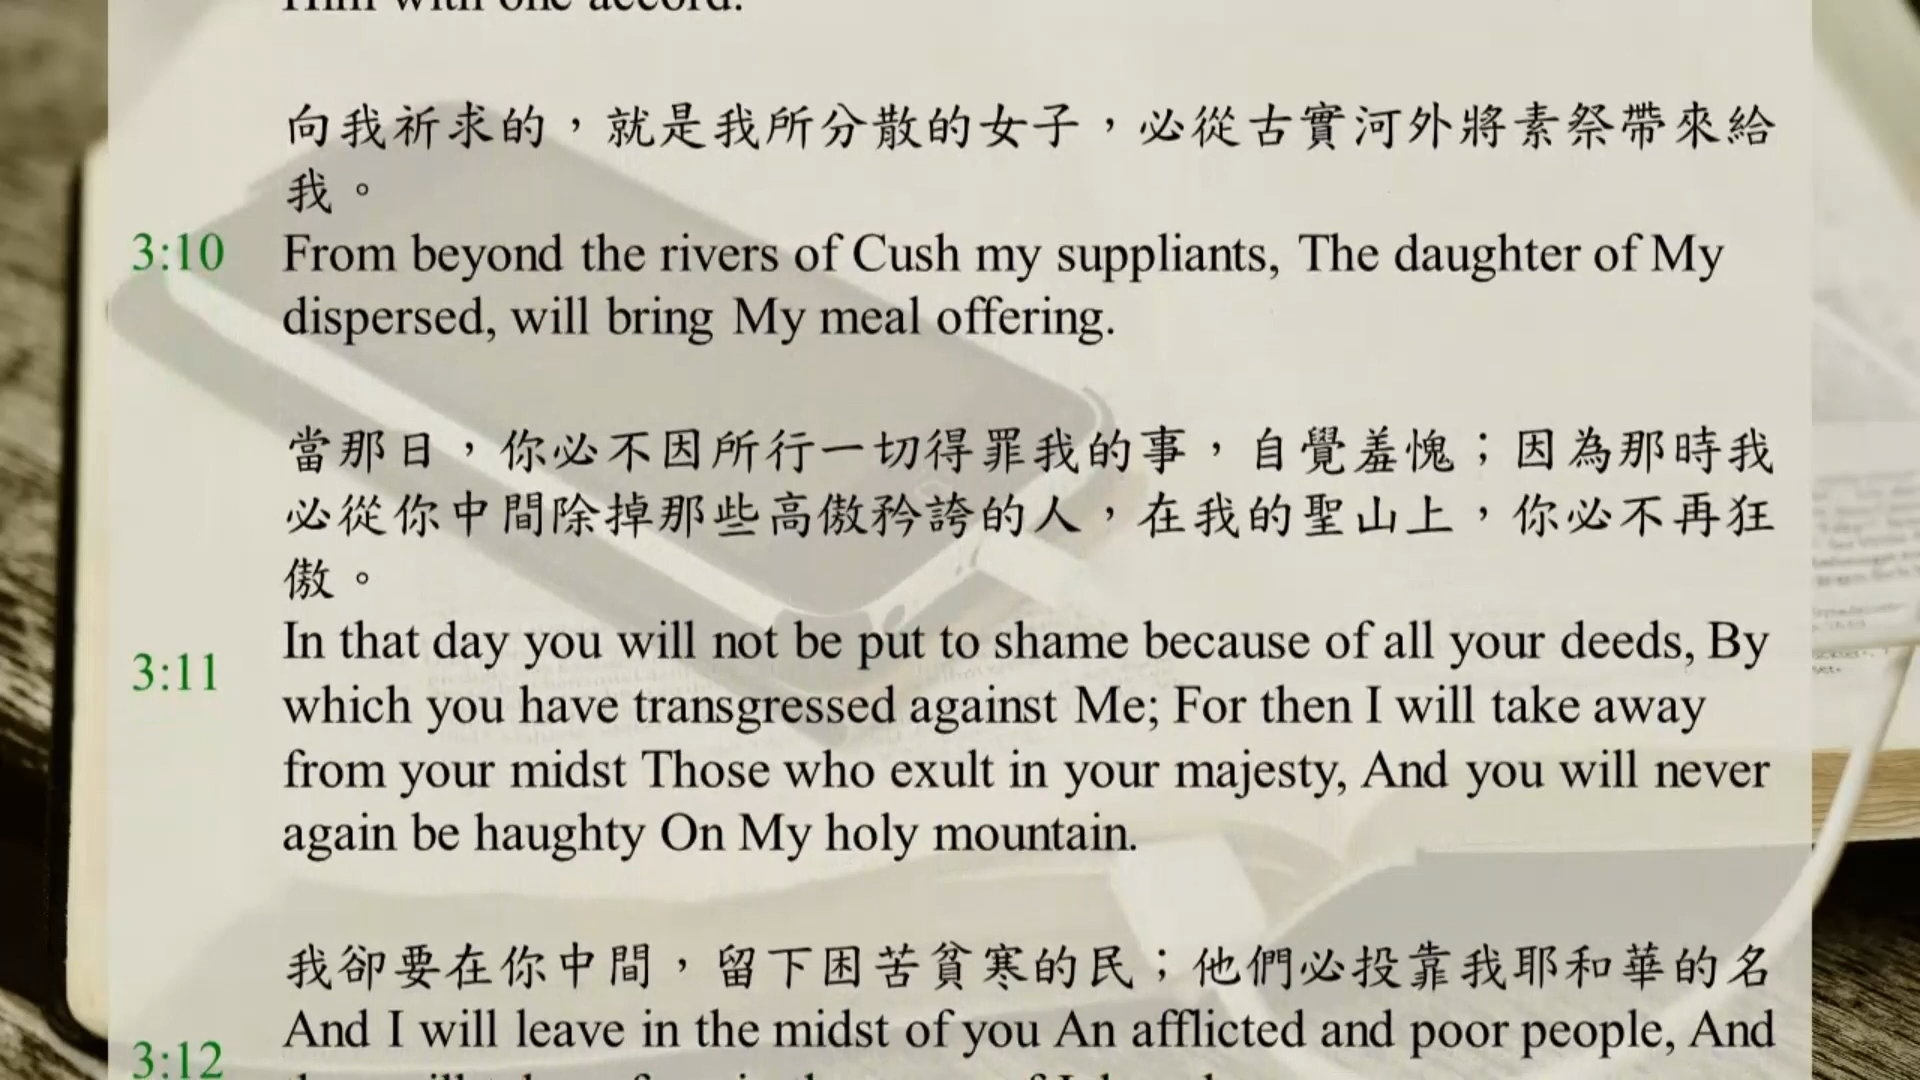 Him with one accord.
向我祈求的，就是我所分散的女子，必從古實河外將素祭帶來給
我。
3:10 From beyond the rivers of Cush my suppliants, The daughter of My
dispersed, will bring My meal offering.
當那日，你必不因所行一切得罪我的事，自覺羞愧；因為那時我
必從你中間除掉那些高傲矜誇的人，在我的聖山上，你必不再狂
傲。
In that day you will not be put to shame because of all your deeds, By
3:11 which you have transgressed against Me; For then I will take away
from your midst Those who exult in your majesty, And you will never
again be haughty On My holy mountain.
我卻要在你中間，留下困苦貧寒的民；他們必投靠我耶和華的名
And I will leave in the midst of you An afflicted and poor people, And
3:12